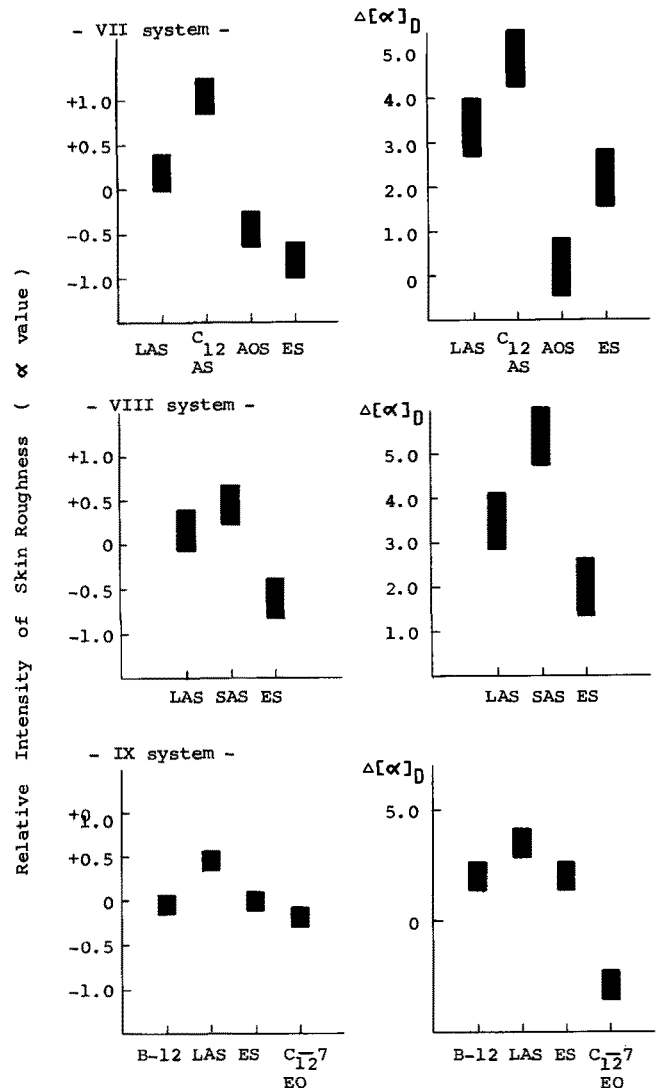 Relative Intensity of Skin Roughness ( α value )
- VII system -
+1.0
+0.5
0
-0.5
-1.0
LAS C12 AS AOS ES
Δ[α]D
5.0
4.0
3.0
2.0
1.0
0
LAS C12 AS AOS ES
- VIII system -
+1.0
+0.5
0
-0.5
-1.0
LAS SAS ES
Δ[α]D
5.0
4.0
3.0
2.0
1.0
LAS SAS ES
- IX system -
+0
1.0
+0.5
0
-0.5
-1.0
B-12 LAS ES C12-7 EO
Δ[α]D
5.0
0
B-12 LAS ES C12-7 EO